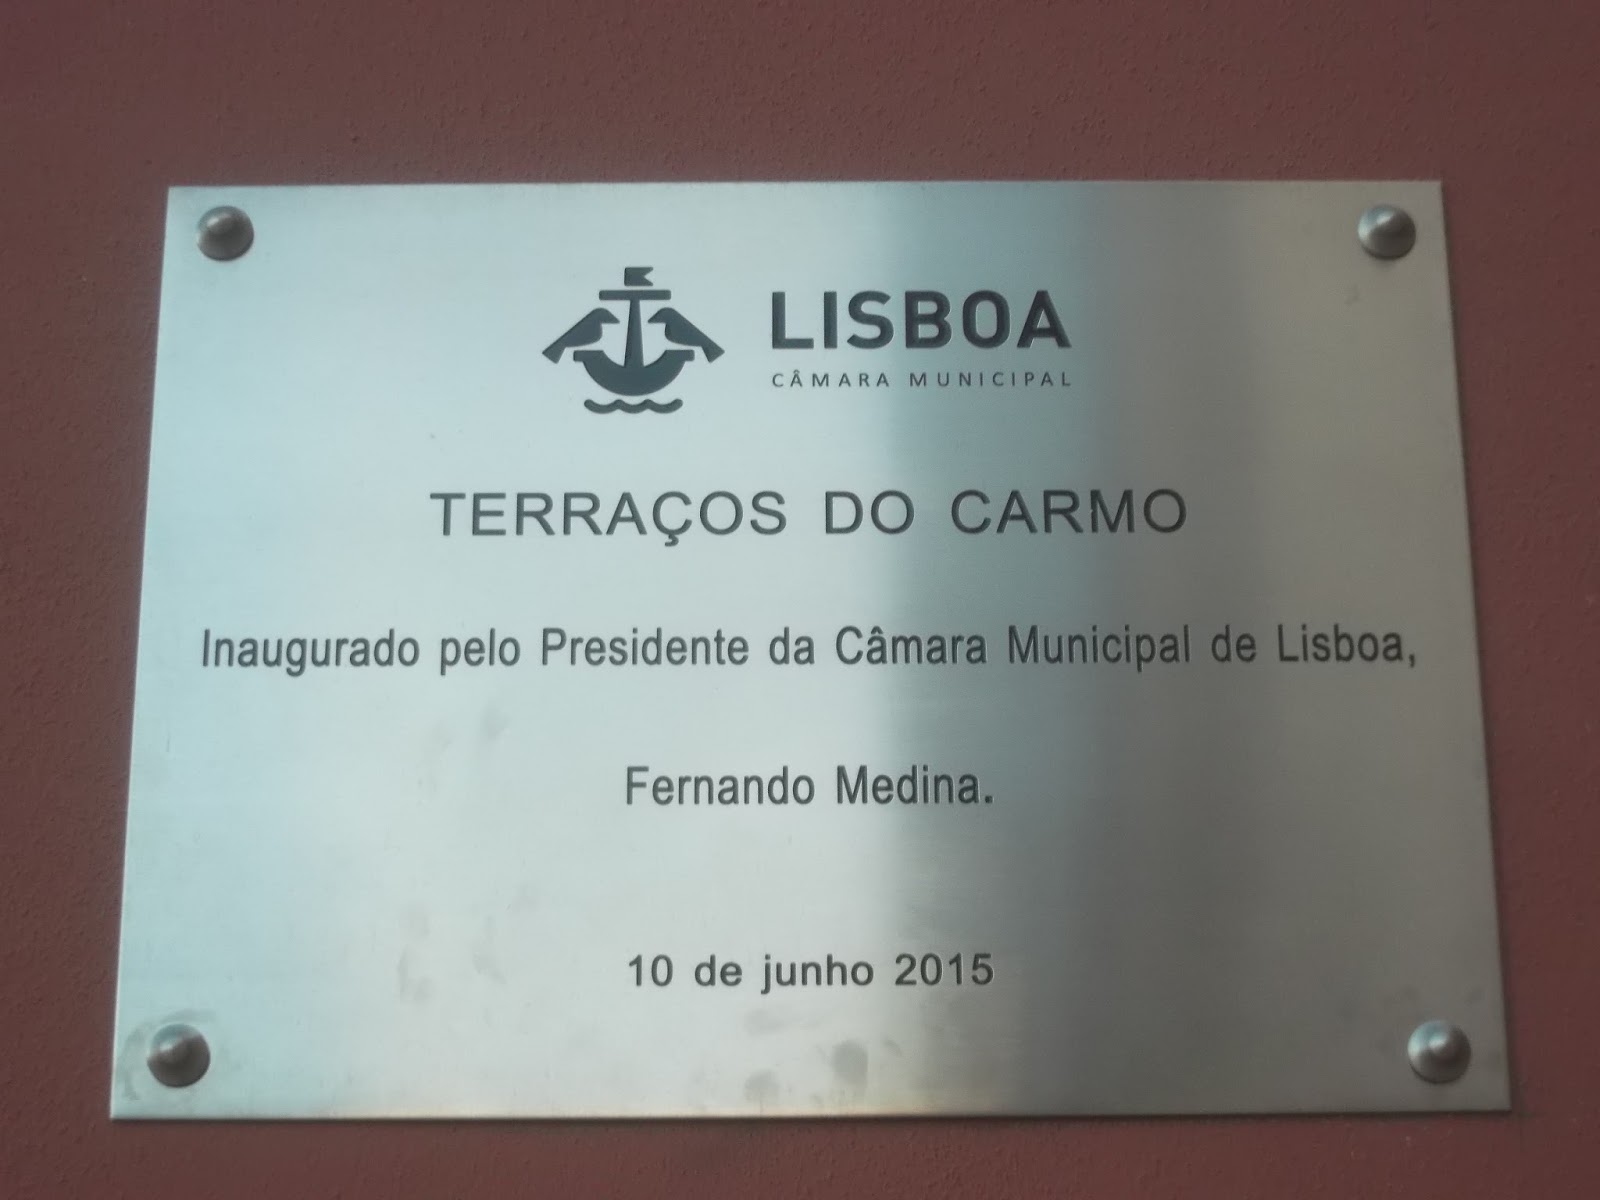 LISBOA
CÂMARA MUNICIPAL
TERRAÇOS DO CARMO
Inaugurado pelo Presidente da Câmara Municipal de Lisboa,
Fernando Medina.
10 de junho 2015